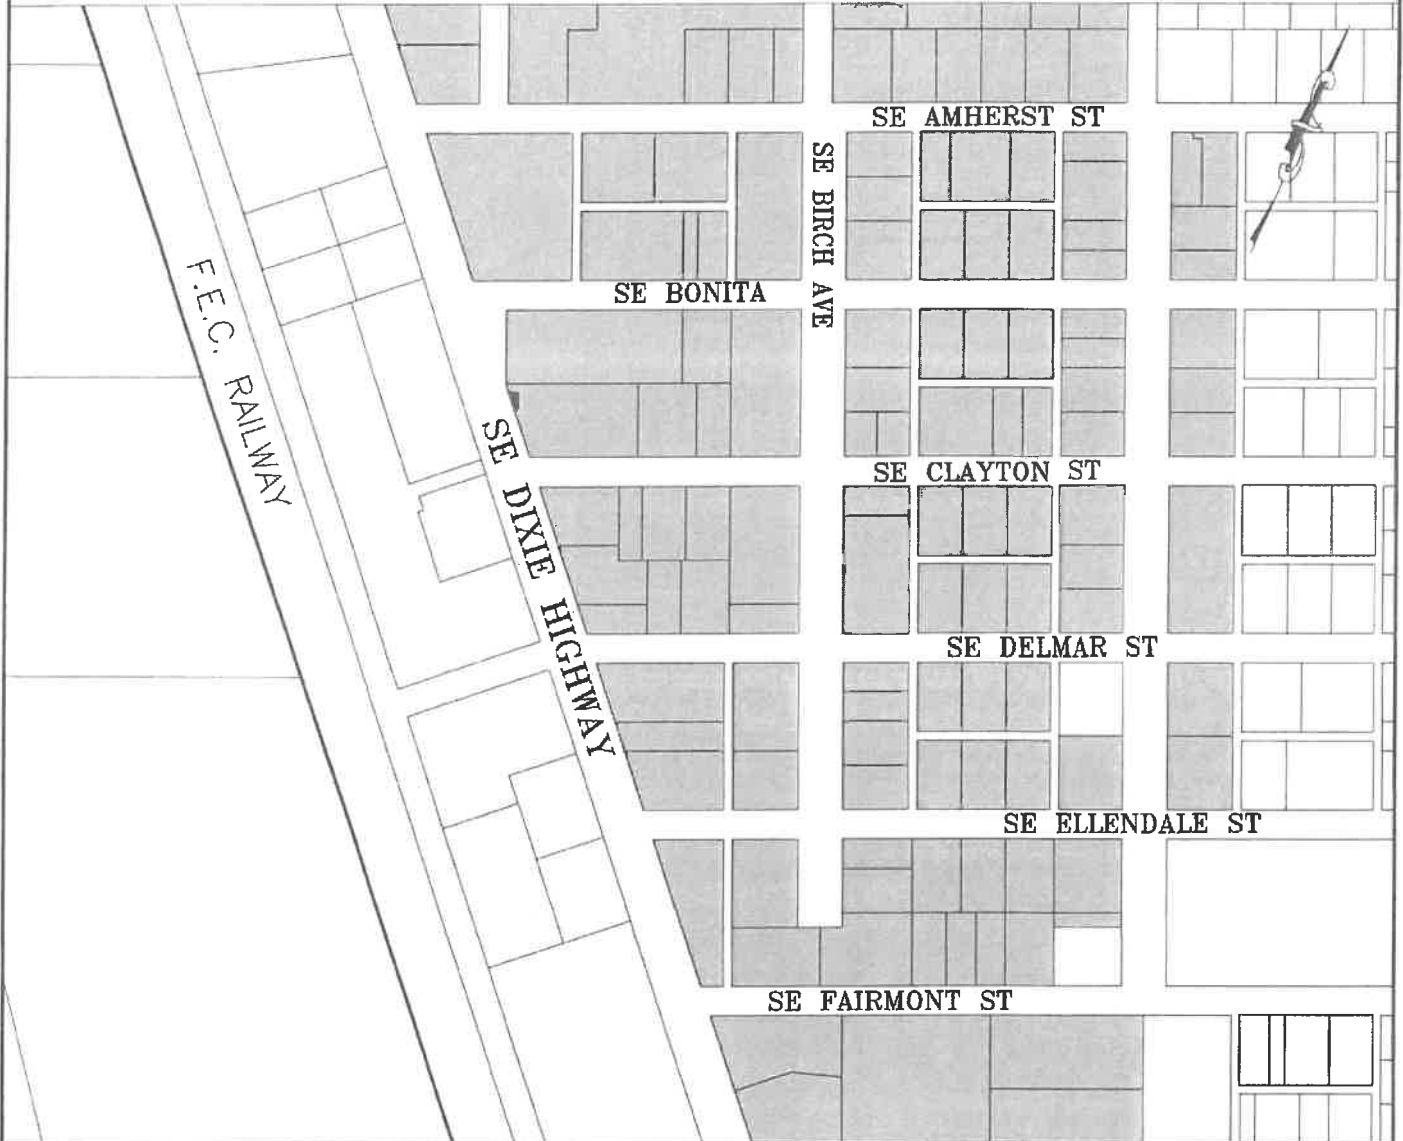 SE AMHERST ST
SE BIRCH AVE
SE BONITA
F.E.C. RAILWAY
SE CLAYTON ST
SE DIXIE HIGHWAY
SE DELMAR ST
SE ELLENDALE ST
SE FAIRMONT ST